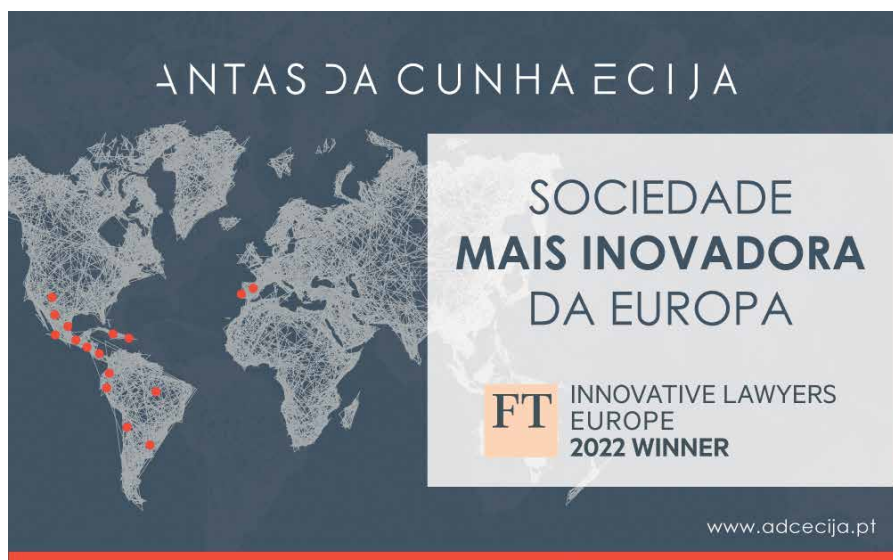 ANTAS DA CUNHA ECIJA
SOCIEDADE
MAIS INOVADORA
DA EUROPA
FT
INNOVATIVE LAWYERS
EUROPE
2022 WINNER
www.adcecija.pt